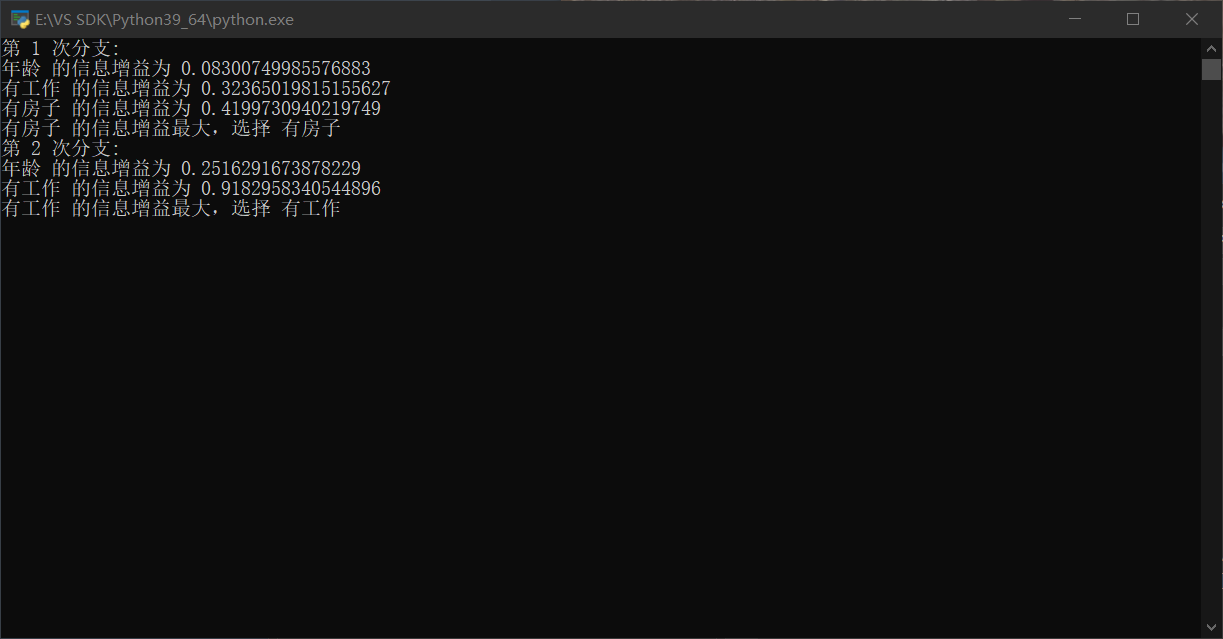 E:\VS SDK\Python39_64\python.exe
第 1 次分支:
年龄 的信息增益为 0.08300749985576883
有工作 的信息增益为 0.32365019815155627
有房子 的信息增益为 0.4199730940219749
有房子 的信息增益最大，选择 有房子
第 2 次分支:
年龄 的信息增益为 0.2516291673878229
有工作 的信息增益为 0.9182958340544896
有工作 的信息增益最大，选择 有工作